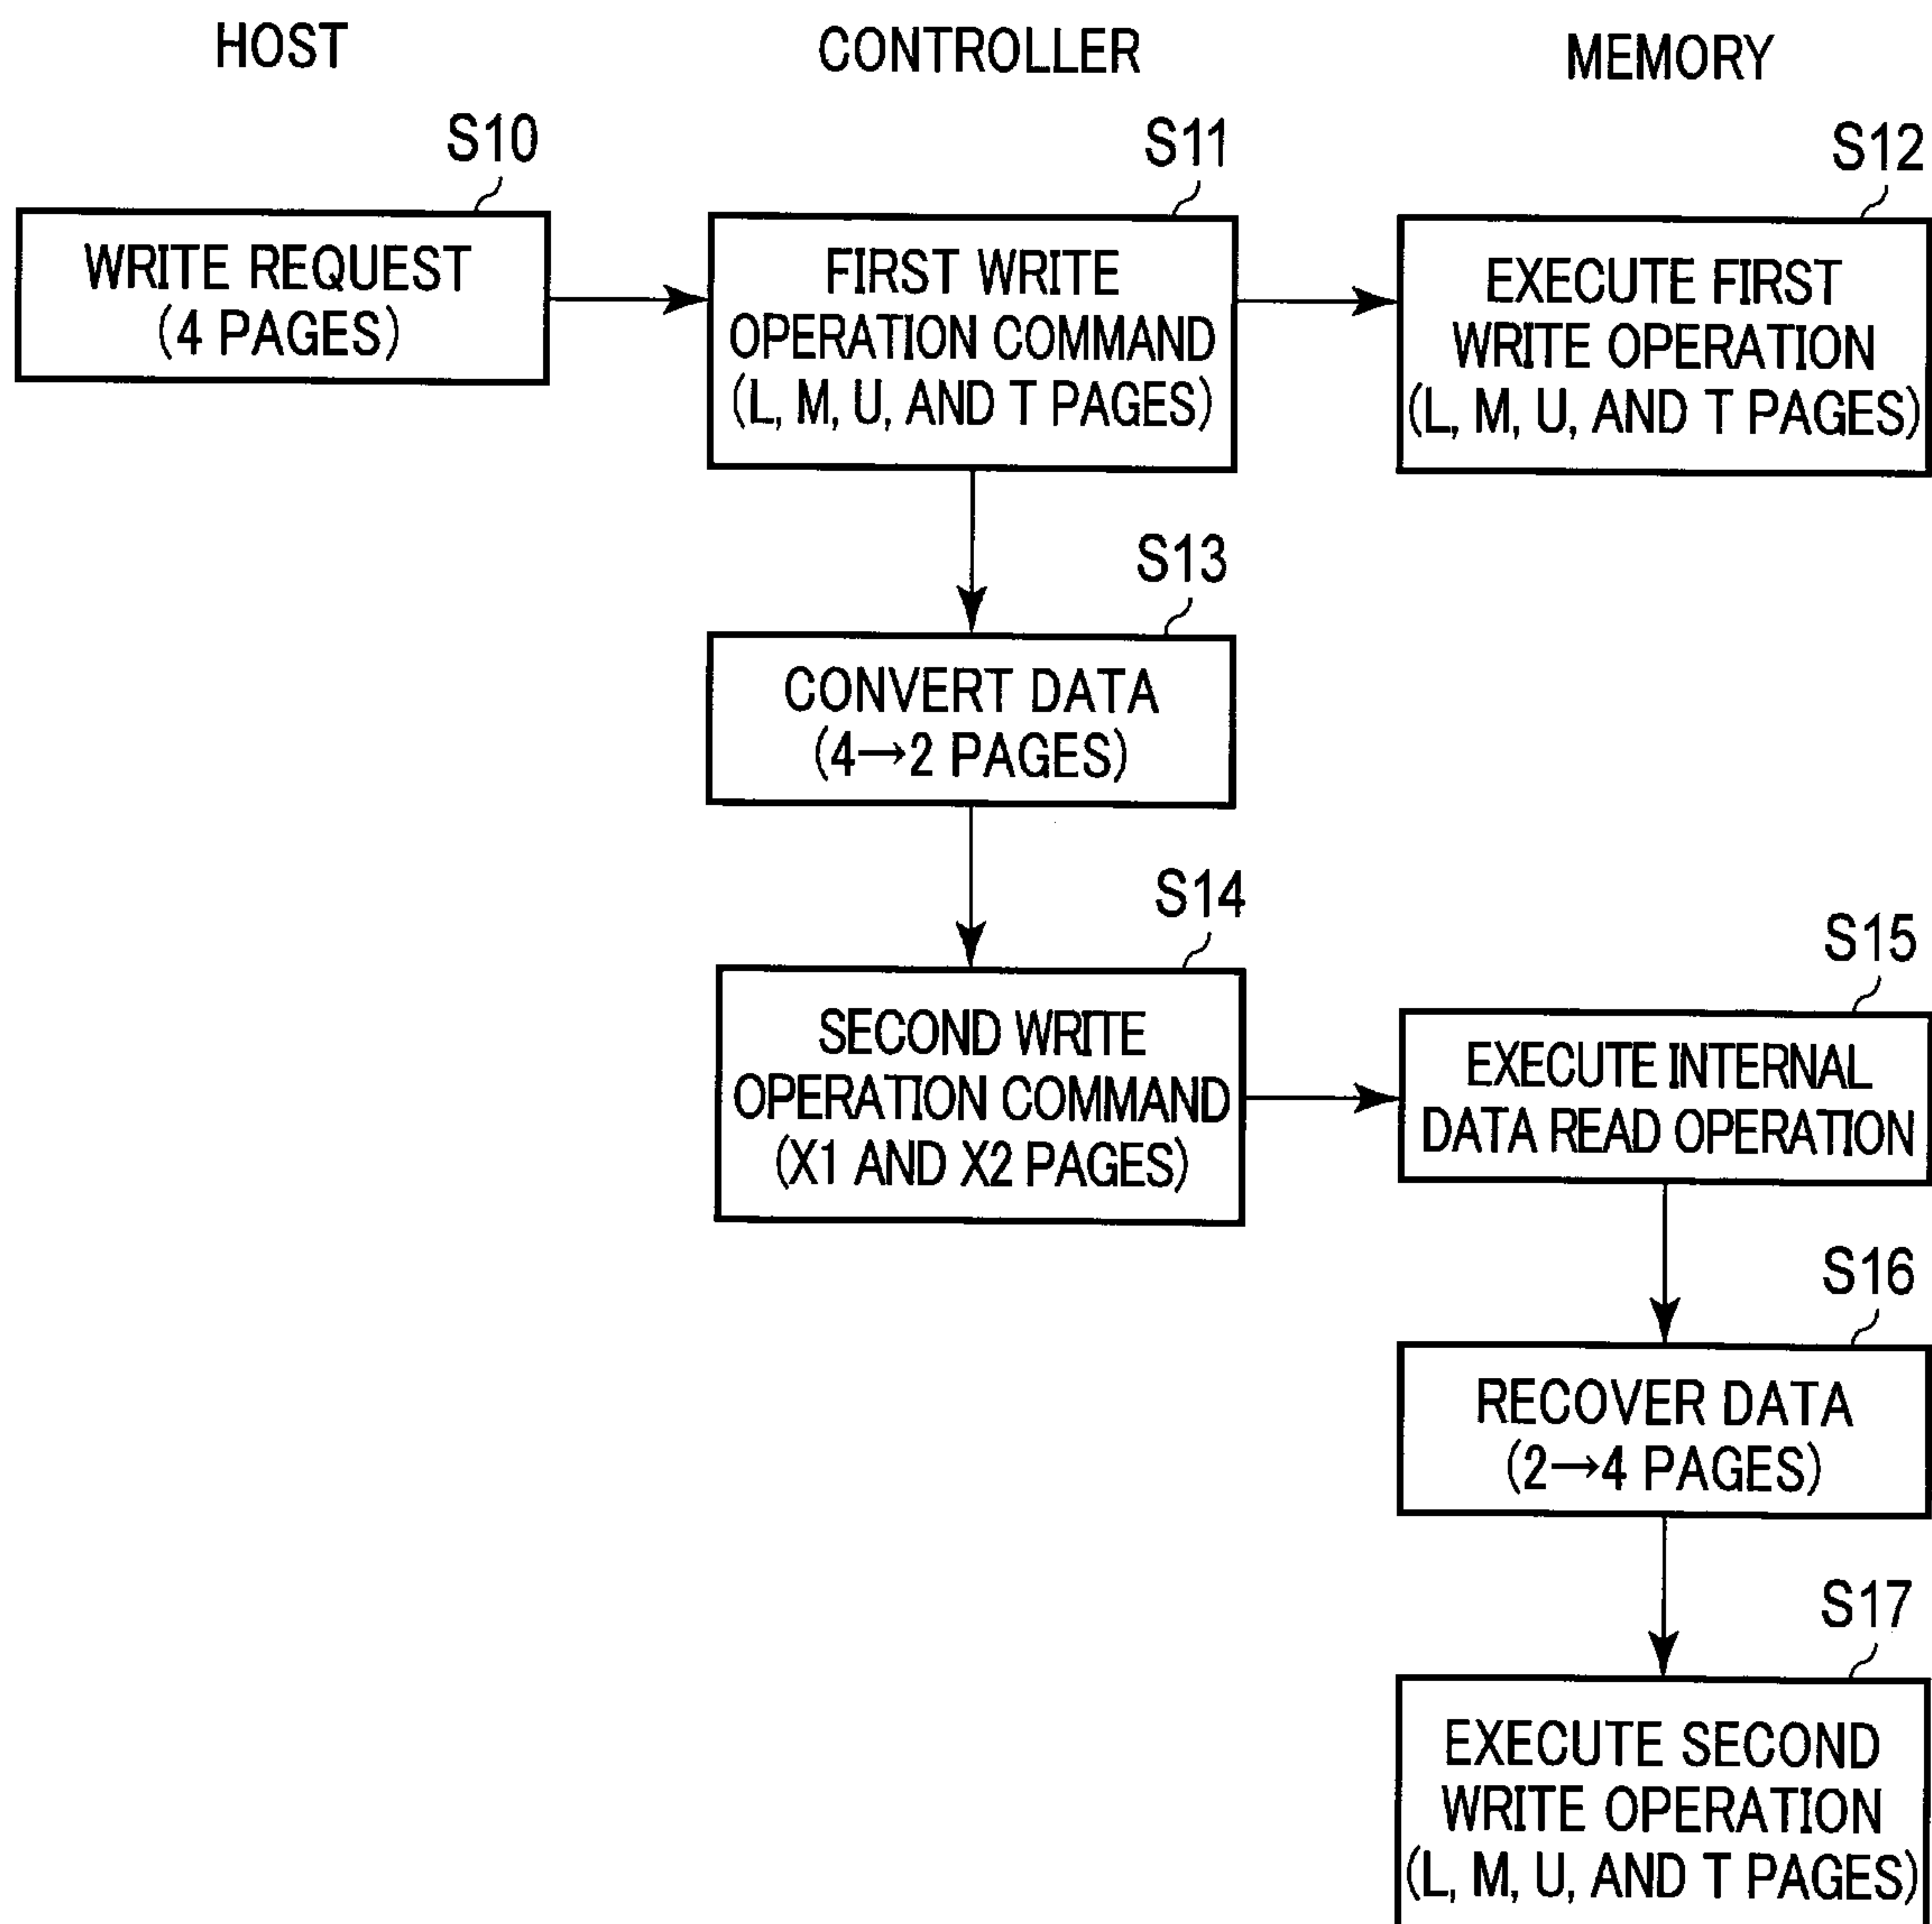 HOST
CONTROLLER
MEMORY
S10
S11
S12
WRITE REQUEST
(4 PAGES)
FIRST WRITE
OPERATION COMMAND
(L, M, U, AND T PAGES)
EXECUTE FIRST
WRITE OPERATION
(L, M, U, AND T PAGES)
S13
CONVERT DATA
(4→2 PAGES)
S14
SECOND WRITE
OPERATION COMMAND
(X1 AND X2 PAGES)
S15
EXECUTE INTERNAL
DATA READ OPERATION
S16
RECOVER DATA
(2→4 PAGES)
S17
EXECUTE SECOND
WRITE OPERATION
(L, M, U, AND T PAGES)